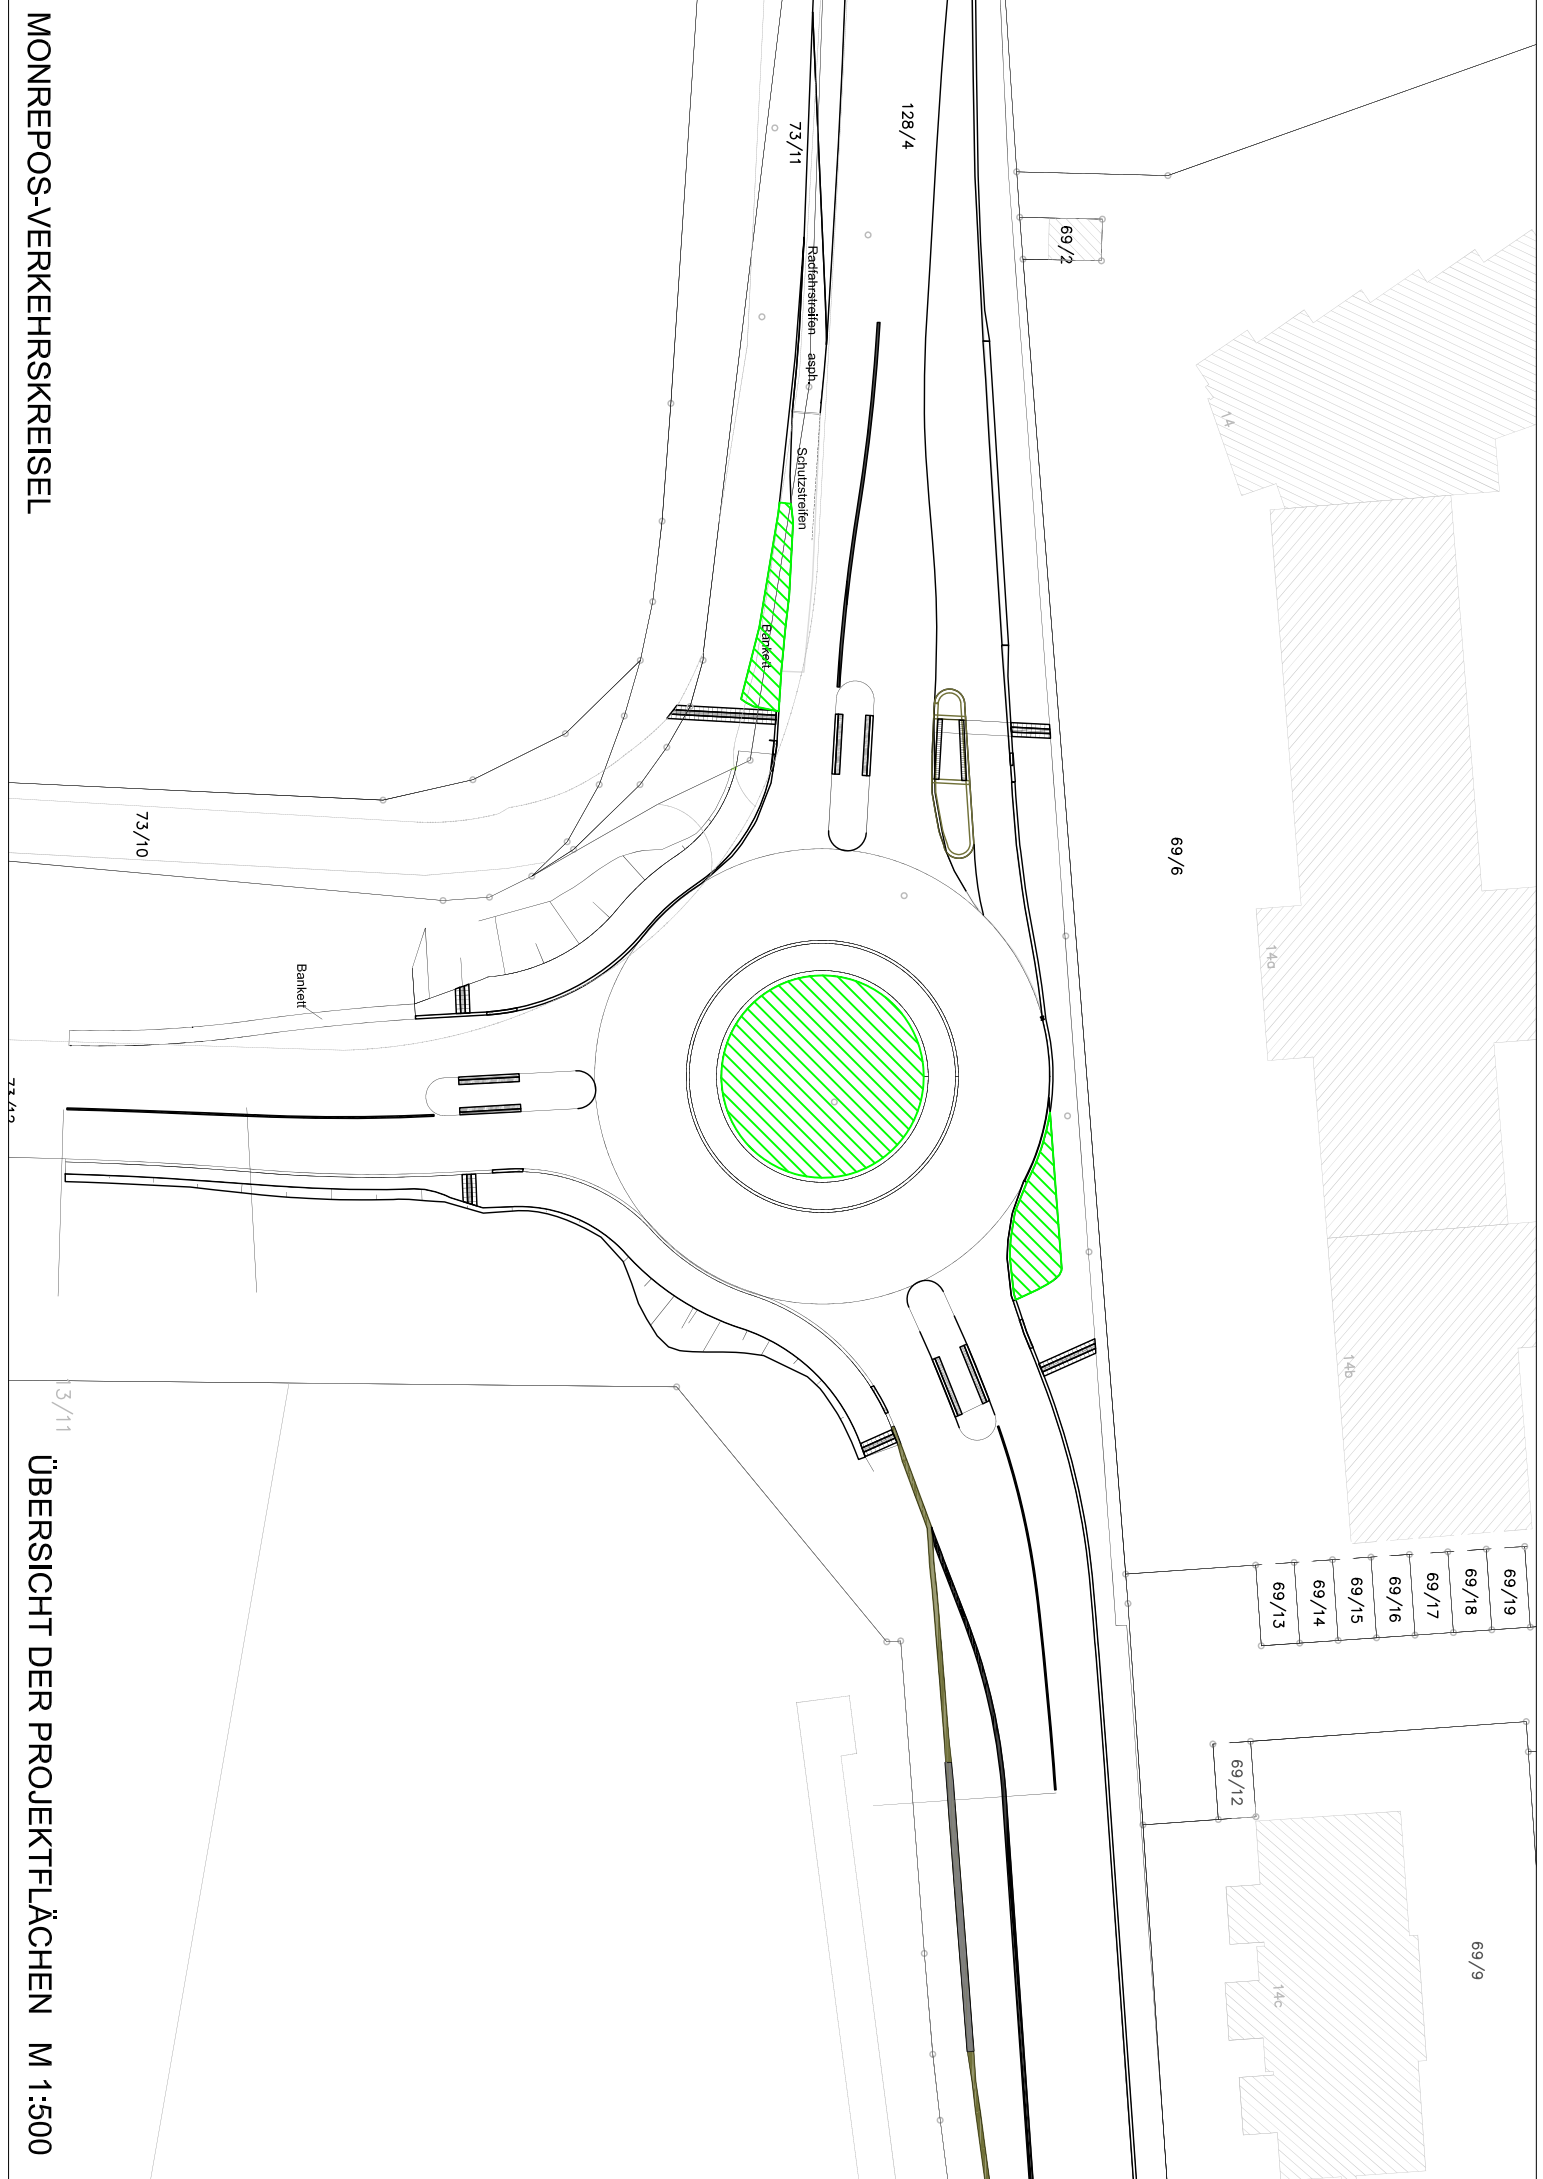 MONREPOS-VERKEHRSKREISEL
ÜBERSICHT DER PROJEKTFLÄCHEN M 1:500
69/2
128/4
73/11
Radfahrstreifen asph.
Schutzstreifen
Bankett
14
69/6
73/10
14a
Bankett
14b
13/11
69/19
69/18
69/17
69/16
69/15
69/14
69/13
69/12
69/9
14c